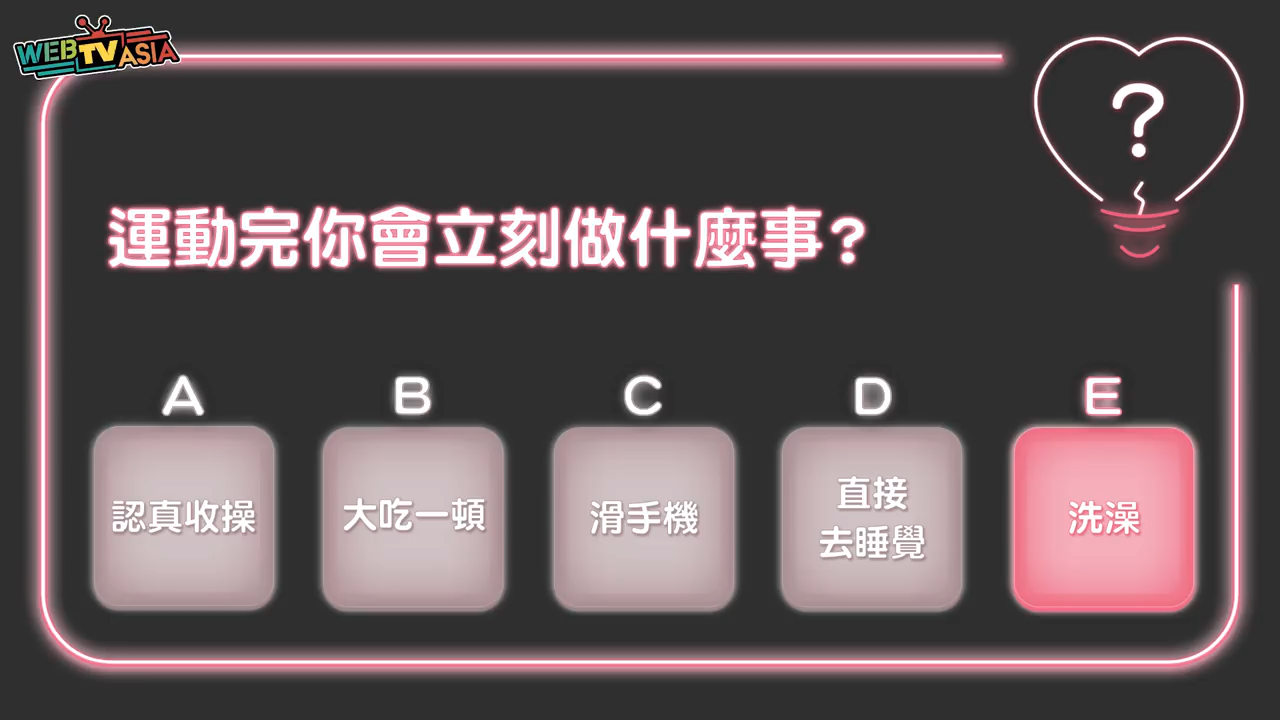 WEBTVASIA
?
運動完你會立刻做什麼事?
A
B
C
D
E
認真收操
大吃一頓
滑手機
直接
去睡覺
洗澡